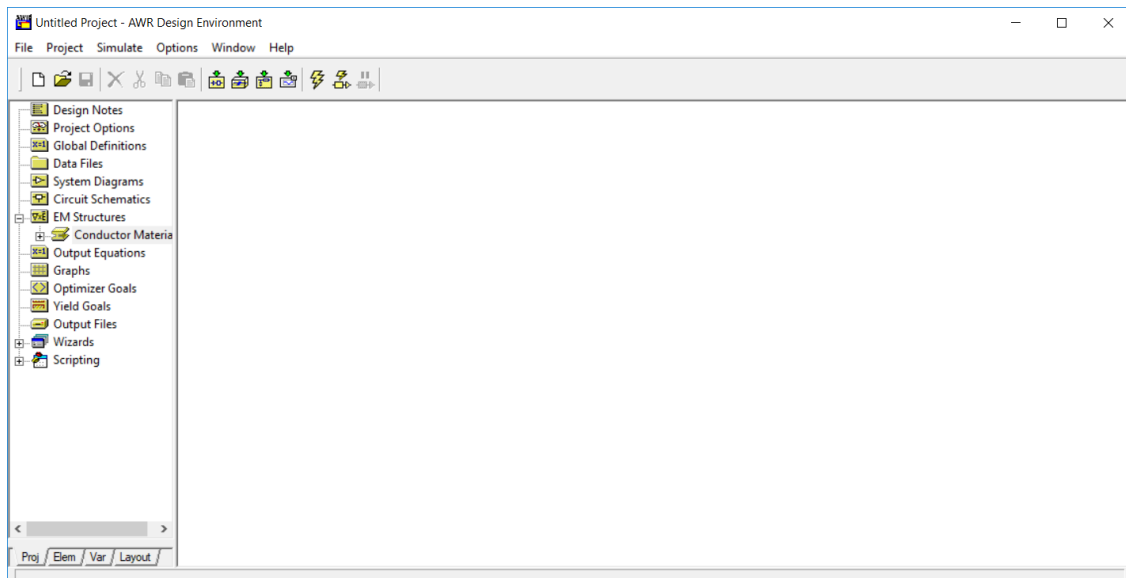 Untitled Project - AWR Design Environment
File Project Simulate Options Window Help
Design Notes
Project Options
Global Definitions
Data Files
System Diagrams
Circuit Schematics
EM Structures
Conductor Materia
Output Equations
Graphs
Optimizer Goals
Yield Goals
Output Files
Wizards
Scripting
Proj Elem Var Layout